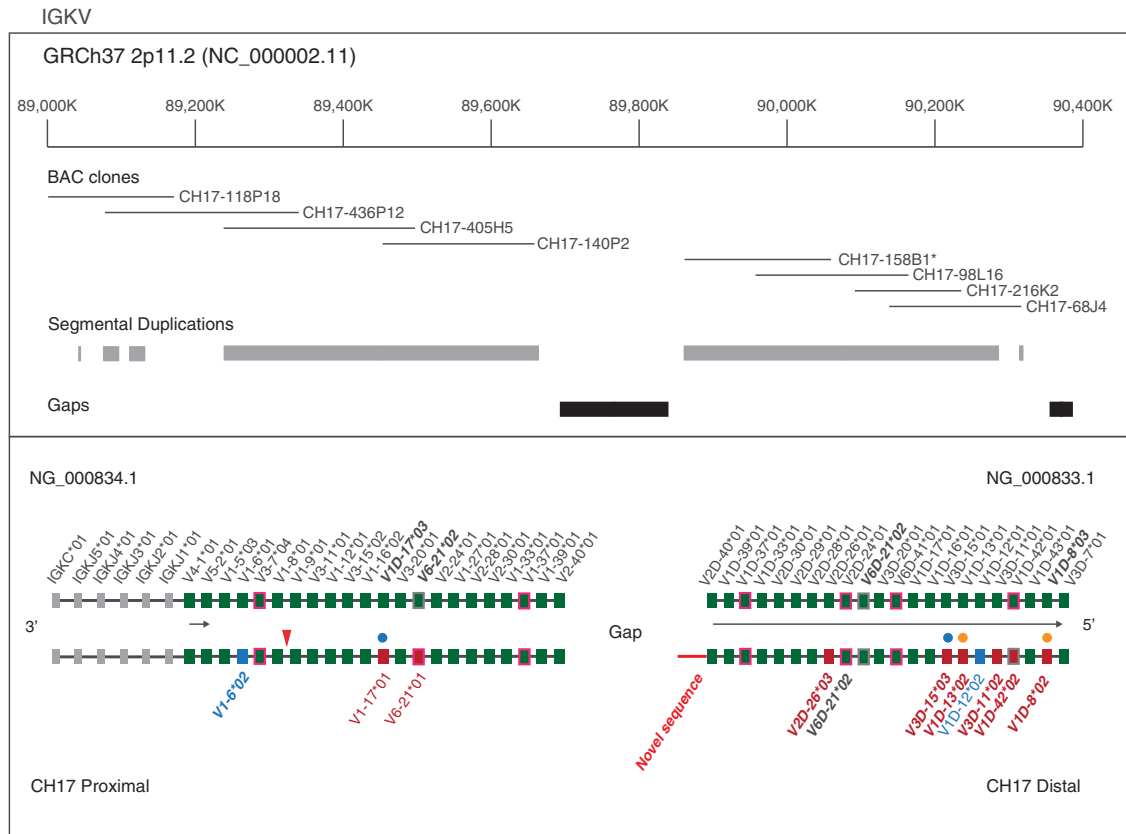 IGKV
GRCh37 2p11.2 (NC_000002.11)
89,000K 89,200K 89,400K 89,600K 89,800K 90,000K 90,200K 90,400K
BAC clones
CH17-118P18
CH17-436P12
CH17-405H5
CH17-140P2
CH17-158B1*
CH17-98L16
CH17-216K2
CH17-68J4
Segmental Duplications
Gaps
NG_000834.1
NG_000833.1
IGKC*01
IGKJ5*01
IGKJ4*01
IGKJ3*01
IGKJ2*01
IGKJ1*01
V4-1*01
V5-2*01
V1-5*03
V1-6*01
V3-7*04
V1-8*01
V1-9*01
V3-11*01
V1-12*01
V3-15*02
V1-16*02
V1D-17*03
V3-20*01
V6-21*02
V2-24*01
V1-27*01
V2-28*01
V2-30*01
V1-33*01
V1-37*01
V1-39*01
V2-40*01
V2D-40*01
V1D-39*01
V1D-37*01
V1D-33*01
V2D-30*01
V2D-29*01
V2D-28*01
V2D-26*01
V2D-24*01
V6D-21*02
V3D-20*01
V6D-41*01
V1D-17*01
V1D-16*01
V3D-15*01
V1D-13*01
V1D-12*01
V3D-11*01
V1D-42*01
V1D-43*01
V1D-8*03
V3D-7*01
3'
Gap
5'
V1-6*02
V1-17*01
V6-21*01
Novel sequence
V2D-26*03
V6D-21*02
V3D-15*03
V1D-13*02
V1D-12*02
V3D-11*02
V1D-42*02
V1D-8*02
CH17 Proximal
CH17 Distal